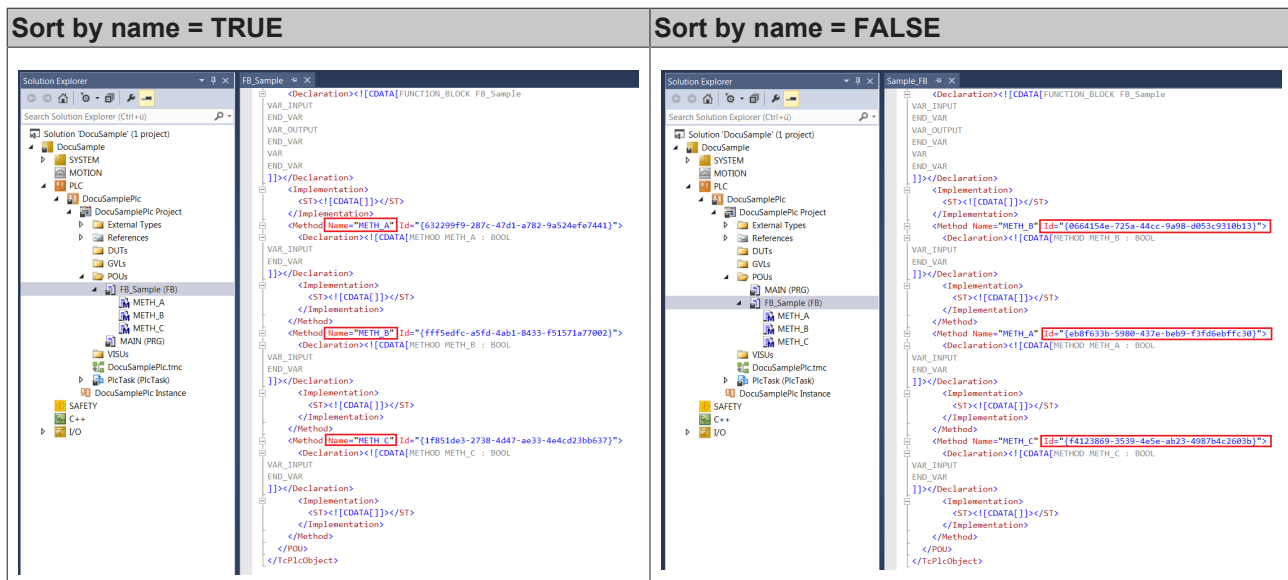 Sort by name = TRUE
Solution Explorer
Search Solution Explorer (Ctrl+ü)
Solution 'DocuSample' (1 project)
DocuSample
SYSTEM
MOTION
PLC
DocuSamplePlc
DocuSamplePlc Project
External Types
References
DUTs
GVLs
POUs
FB_Sample (FB)
METH_A
METH_B
METH_C
MAIN (PRG)
VISUs
DocuSamplePlc.tmc
PlcTask (PlcTask)
DocuSamplePlc Instance
SAFETY
C++
I/O
FB_Sample
<Declaration><![CDATA[FUNCTION_BLOCK FB_Sample
VAR_INPUT
END_VAR
VAR_OUTPUT
END_VAR
VAR
END_VAR
]]></Declaration>
<Implementation>
<ST><![CDATA[]]></ST>
</Implementation>
<Method Name="METH_A" Id="{632299f9-287c-47d1-a782-9a524efe7441}">
<Declaration><![CDATA[METHOD METH_A : BOOL
VAR_INPUT
END_VAR
]]></Declaration>
<Implementation>
<ST><![CDATA[]]></ST>
</Implementation>
</Method>
<Method Name="METH_B" Id="{fff5edfc-a5fd-4ab1-8433-f51571a77002}">
<Declaration><![CDATA[METHOD METH_B : BOOL
VAR_INPUT
END_VAR
]]></Declaration>
<Implementation>
<ST><![CDATA[]]></ST>
</Implementation>
</Method>
<Method Name="METH_C" Id="{1f851de3-2738-4d47-ae33-4e4cd23bb637}">
<Declaration><![CDATA[METHOD METH_C : BOOL
VAR_INPUT
END_VAR
]]></Declaration>
<Implementation>
<ST><![CDATA[]]></ST>
</Implementation>
</Method>
</POU>
</TcPlcObject>
Sort by name = FALSE
Solution Explorer
Search Solution Explorer (Ctrl+ü)
Solution 'DocuSample' (1 project)
DocuSample
SYSTEM
MOTION
PLC
DocuSamplePlc
DocuSamplePlc Project
External Types
References
DUTs
GVLs
POUs
MAIN (PRG)
FB_Sample (FB)
METH_A
METH_B
METH_C
VISUs
DocuSamplePlc.tmc
PlcTask (PlcTask)
DocuSamplePlc Instance
SAFETY
C++
I/O
Sample_FB
<Declaration><![CDATA[FUNCTION_BLOCK FB_Sample
VAR_INPUT
END_VAR
VAR_OUTPUT
END_VAR
VAR
END_VAR
]]></Declaration>
<Implementation>
<ST><![CDATA[]]></ST>
</Implementation>
<Method Name="METH_B" Id="{0664154e-725a-44cc-9a98-d053c9310b13}">
<Declaration><![CDATA[METHOD METH_B : BOOL
VAR_INPUT
END_VAR
]]></Declaration>
<Implementation>
<ST><![CDATA[]]></ST>
</Implementation>
</Method>
<Method Name="METH_A" Id="{eb8f633b-5980-437e-beb9-f3fd6ebffc30}">
<Declaration><![CDATA[METHOD METH_A : BOOL
VAR_INPUT
END_VAR
]]></Declaration>
<Implementation>
<ST><![CDATA[]]></ST>
</Implementation>
</Method>
<Method Name="METH_C" Id="{f4123869-3539-4e5e-ab23-4987b4c2603b}">
<Declaration><![CDATA[METHOD METH_C : BOOL
VAR_INPUT
END_VAR
]]></Declaration>
<Implementation>
<ST><![CDATA[]]></ST>
</Implementation>
</Method>
</POU>
</TcPlcObject>